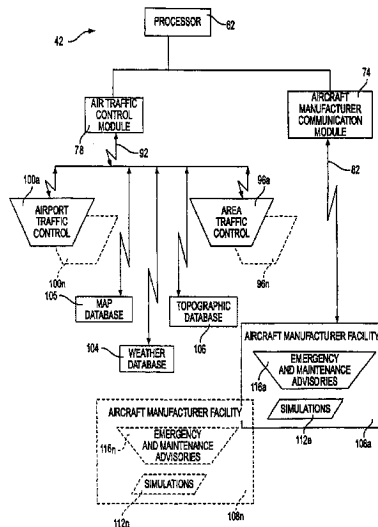 PROCESSOR
62
42
74
AIR TRAFFIC
CONTROL
MODULE
AIRCRAFT
MANUFACTURER
COMMUNICATION
MODULE
78
92
82
100a
96a
AIRPORT
TRAFFIC
CONTROL
AREA
TRAFFIC
CONTROL
100n
96n
105
MAP
DATABASE
TOPOGRAPHIC
DATABASE
106
104
WEATHER
DATABASE
AIRCRAFT MANUFACTURER FACILITY
EMERGENCY
AND MAINTENANCE
ADVISORIES
116a
SIMULATIONS
112a
108a
AIRCRAFT MANUFACTURER FACILITY
EMERGENCY
AND MAINTENANCE
ADVISORIES
116n
SIMULATIONS
112n
108n